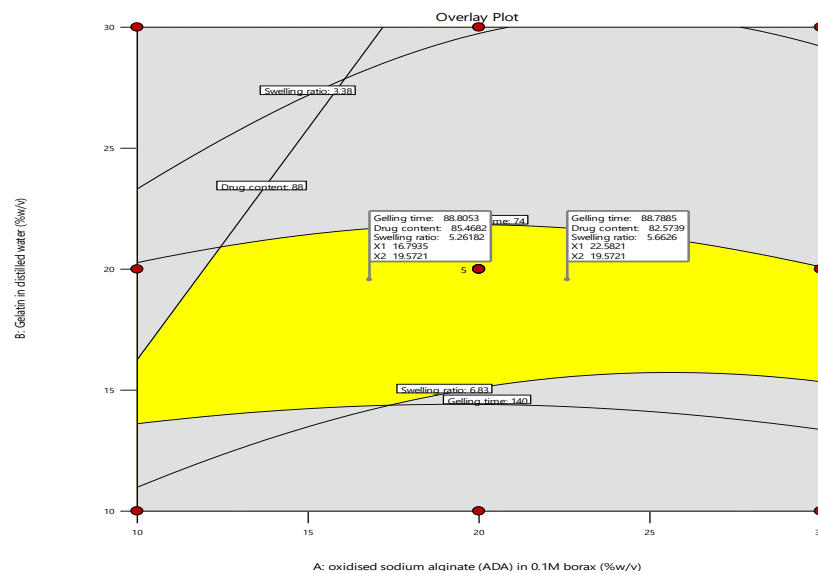 Overlay Plot
30
Swelling ratio: 3.38
25
Drug content: 88
me: 74
Gelling time: 88.8053
Drug content: 85.4682
Swelling ratio: 5.26182
X1 16.7935
X2 19.5721
Gelling time: 88.7885
Drug content: 82.5739
Swelling ratio: 5.6626
X1 22.5821
X2 19.5721
20
5
B: Gelatin in distilled water (%w/v)
15
Swelling ratio: 6.83
Gelling time: 140
10
10
15
20
25
A: oxidised sodium alginate (ADA) in 0.1M borax (%w/v)